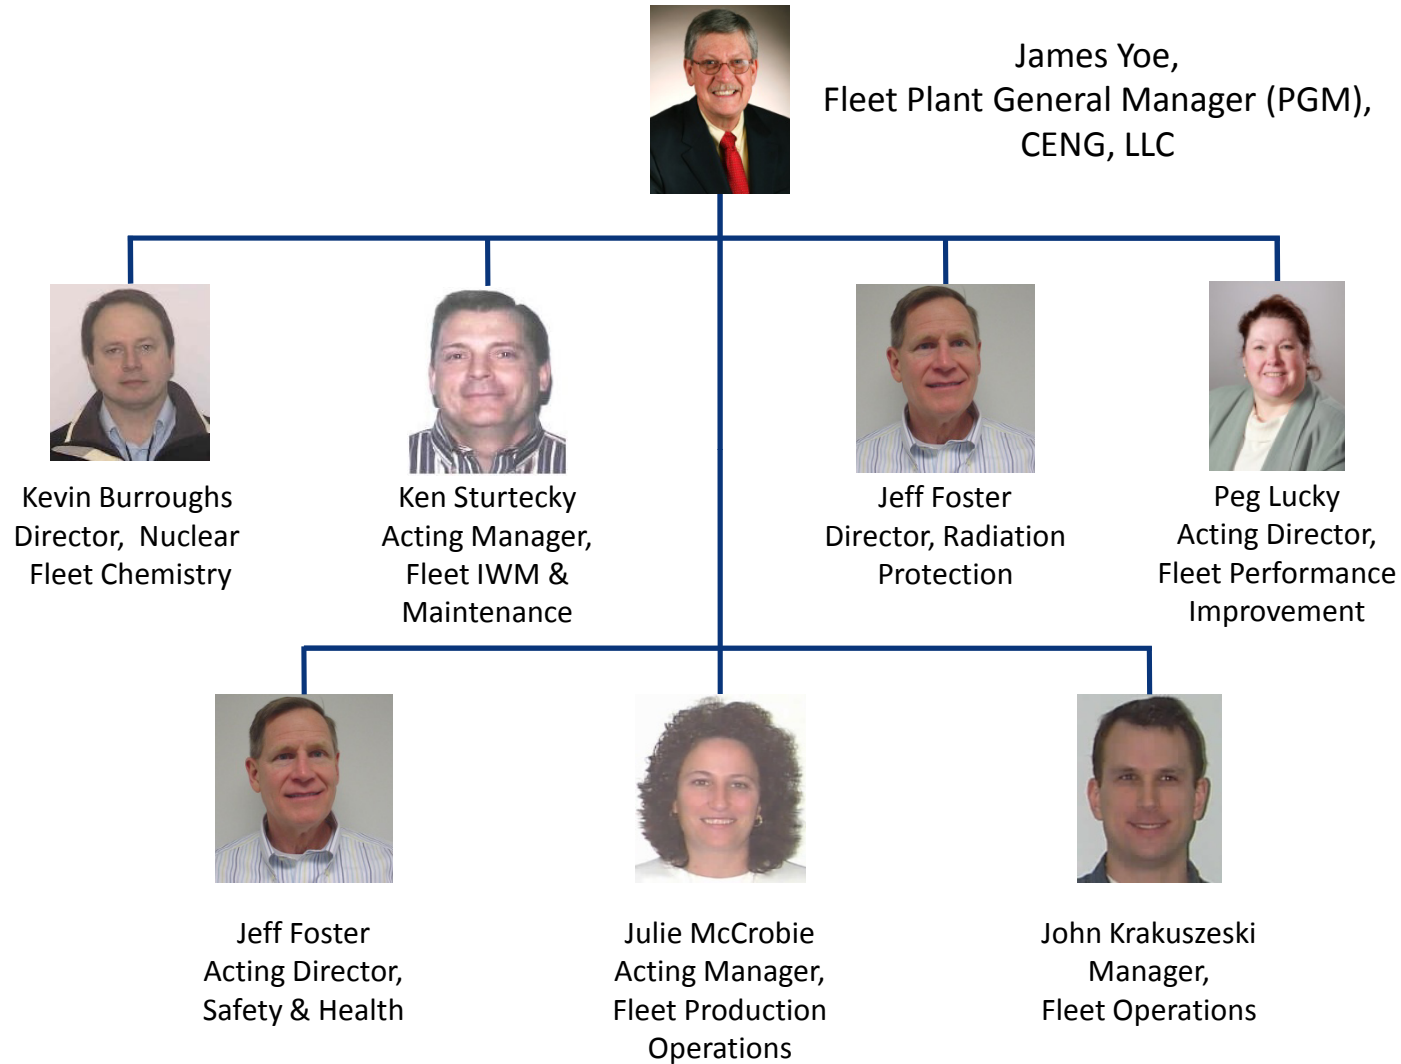 James Yoe,
Fleet Plant General Manager (PGM),
CENG, LLC
Kevin Burroughs
Director, Nuclear
Fleet Chemistry
Ken Sturtecky
Acting Manager,
Fleet IWM &
Maintenance
Jeff Foster
Director, Radiation
Protection
Peg Lucky
Acting Director,
Fleet Performance
Improvement
Jeff Foster
Acting Director,
Safety & Health
Julie McCrobie
Acting Manager,
Fleet Production
Operations
John Krakuszeski
Manager,
Fleet Operations